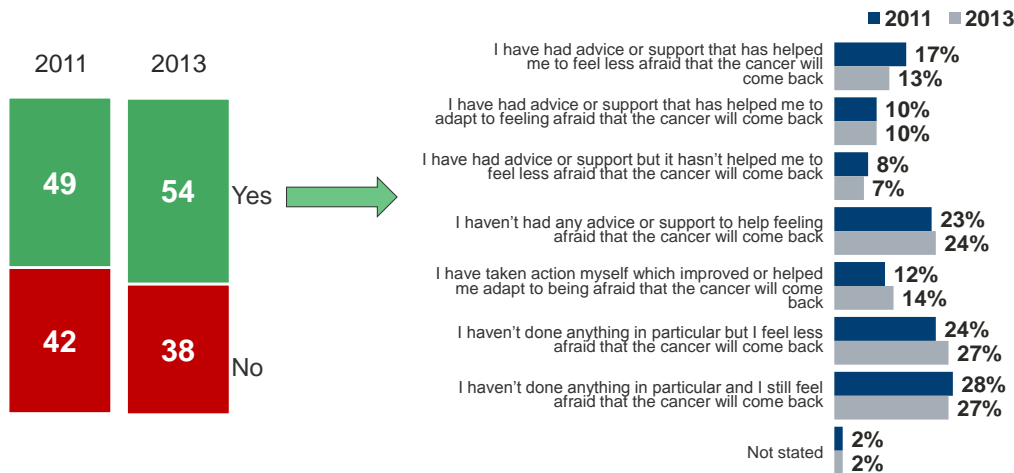 2011 2013
2011 2013
49
54
Yes
42
38
No
I have had advice or support that has helped
me to feel less afraid that the cancer will
come back
17%
13%
I have had advice or support that has helped me to
adapt to feeling afraid that the cancer will come back
10%
10%
I have had advice or support but it hasn't helped me to
feel less afraid that the cancer will come back
8%
7%
I haven't had any advice or support to help feeling
afraid that the cancer will come back
23%
24%
I have taken action myself which improved or helped
me adapt to being afraid that the cancer will come
back
12%
14%
I haven't done anything in particular but I feel less
afraid that the cancer will come back
24%
27%
I haven't done anything in particular and I still feel
afraid that the cancer will come back
28%
27%
Not stated
2%
2%